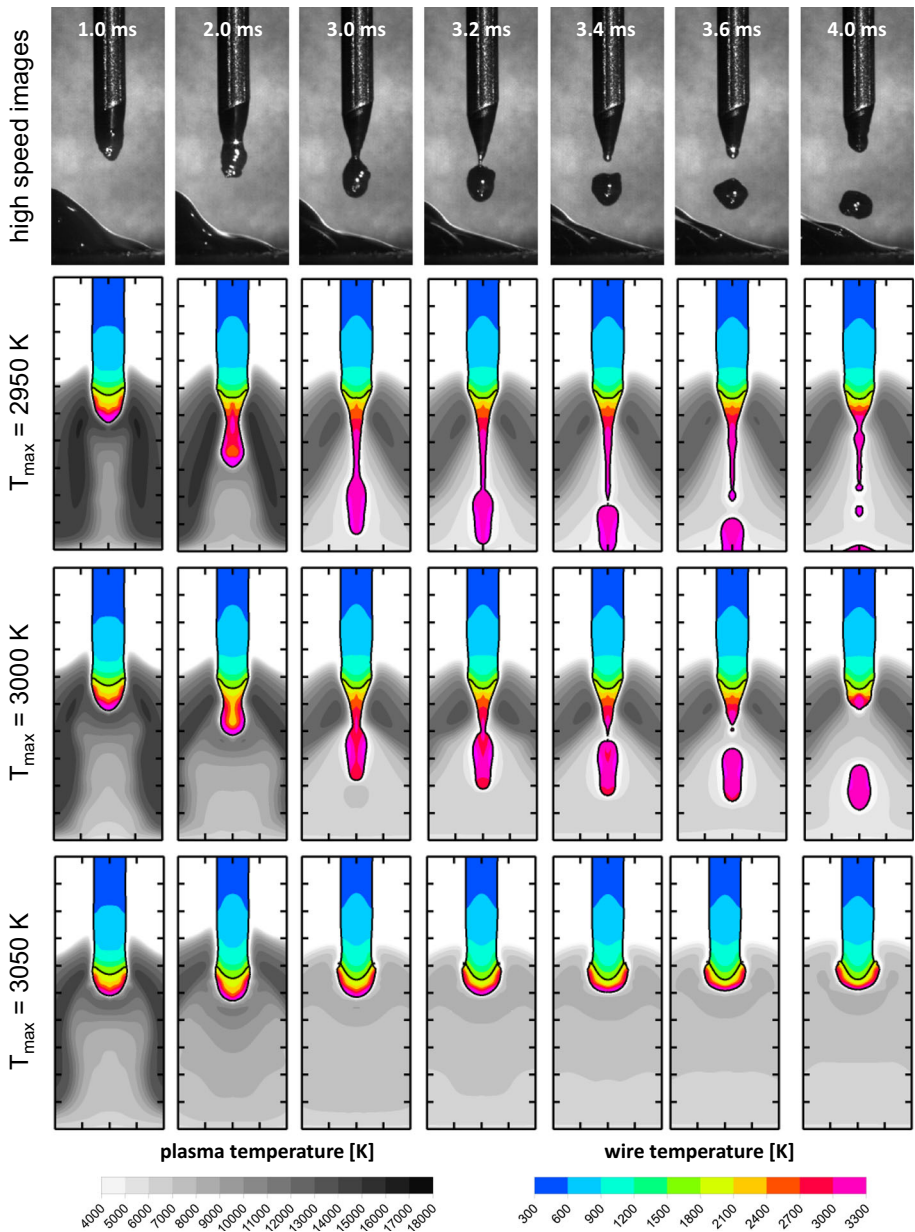 1.0 ms 2.0 ms 3.0 ms 3.2 ms 3.4 ms 3.6 ms 4.0 ms
high speed images
Tmax = 2950 K
Tmax = 3000 K
Tmax = 3050 K
plasma temperature [K] wire temperature [K]
4000 5000 6000 7000 8000 9000 10000 11000 12000 13000 14000 15000 16000 17000 18000 300 600 900 1200 1500 1800 2100 2400 2700 3000 3300